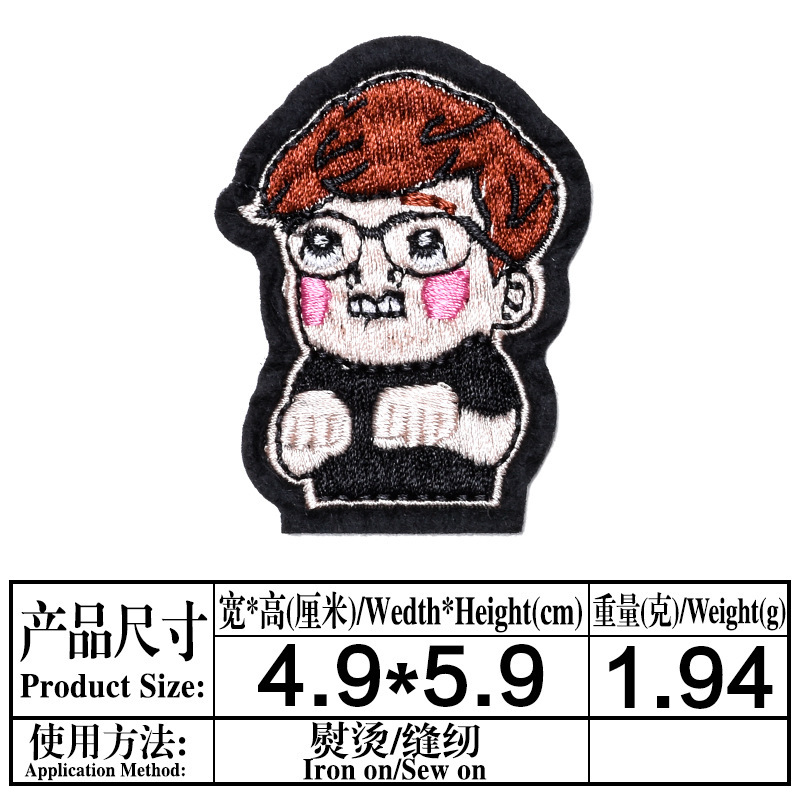 产品尺寸
Product Size:
宽*高(厘米)/Wedth*Height(cm)
重量(克)/Weight(g)
4.9*5.9
1.94
使用方法:
Application Method:
熨烫/缝纫
Iron on/Sew on